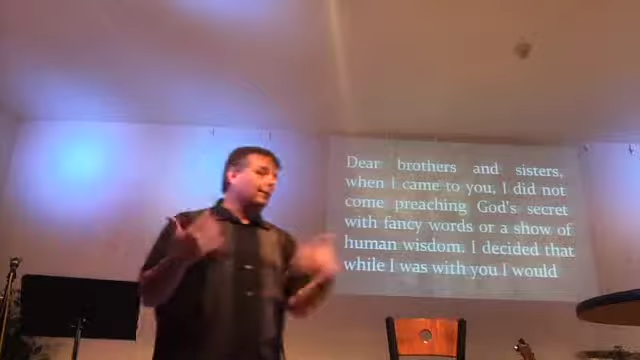 Dear brothers and sisters,
when I came to you, I did not
come preaching God's secret
with fancy words or a show of
human wisdom. I decided that
while I was with you I would